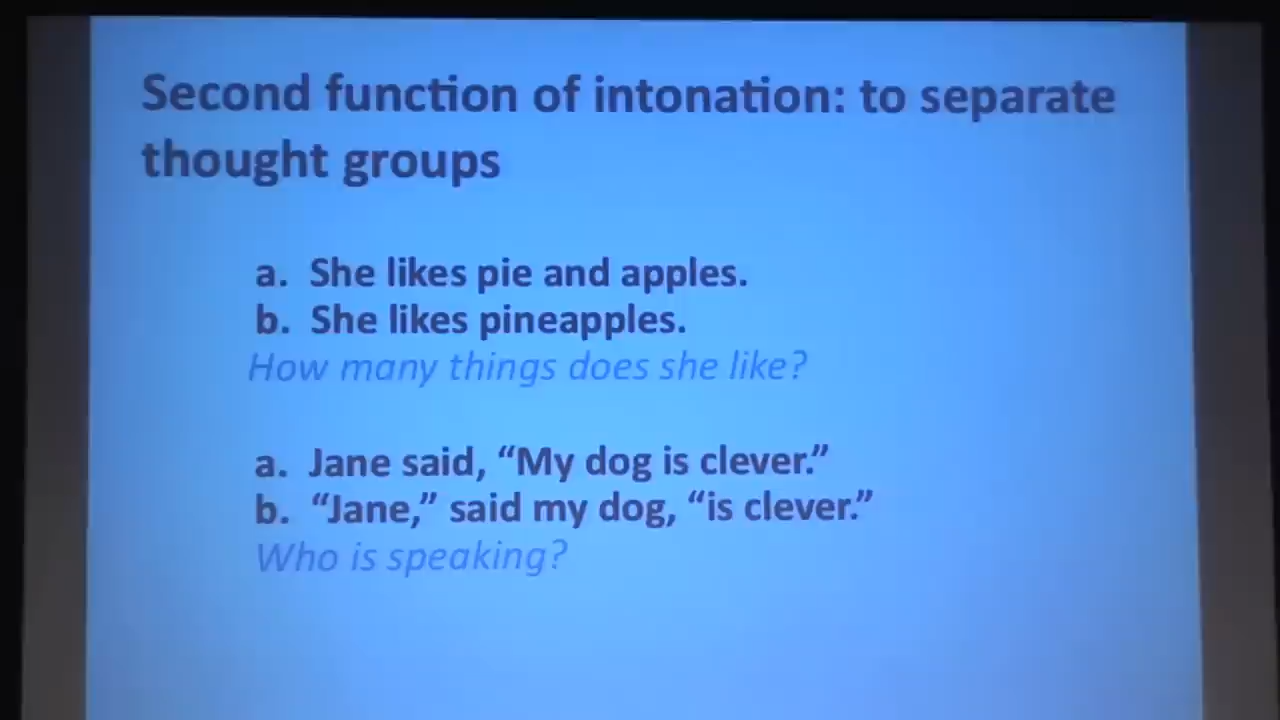 Second function of intonation: to separate
thought groups
a. She likes pie and apples.
b. She likes pineapples.
How many things does she like?
a. Jane said, “My dog is clever.”
b. “Jane,” said my dog, “is clever.”
Who is speaking?